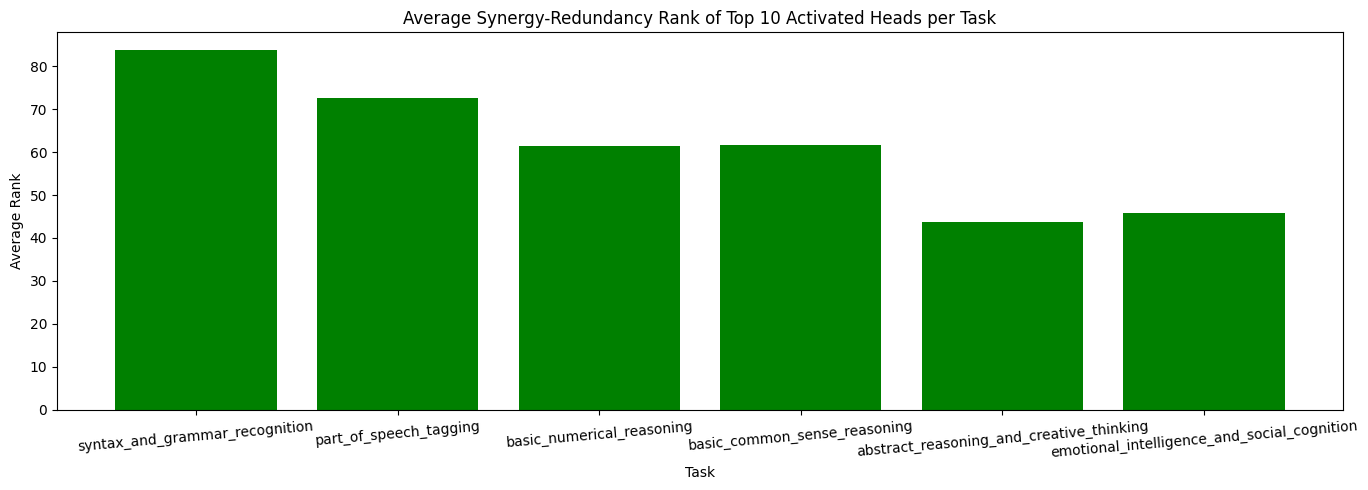 Average Synergy-Redundancy Rank of Top 10 Activated Heads per Task
Average Rank
80
70
60
50
40
30
20
10
0
syntax_and_grammar_recognition
part_of_speech_tagging
basic_numerical_reasoning
basic_common_sense_reasoning
abstract_reasoning_and_creative_thinking
emotional_intelligence_and_social_cognition
Task